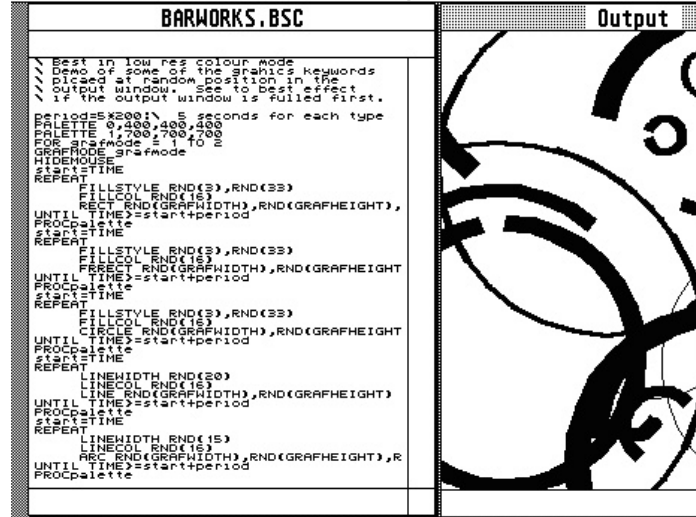 BARWORKS.BSC
Output
\ Best in low res colour mode
\ Demo of some of the grahics keywords
\ plcaed at random position in the
\ output window.  See to best effect
\ if the output window is fulled first.
period=5*200:\  5 seconds for each type
PALETTE 0,400,400,400
PALETTE 1,700,700,700
FOR grafmode = 1 TO 2
GRAFMODE grafmode
HIDEMOUSE
start=TIME
REPEAT
FILLSTYLE RND(3),RND(33)
FILLCOL RND(16)
RECT RND(GRAFWIDTH),RND(GRAFHEIGHT),
UNTIL TIME>=start+period
PROCpalette
start=TIME
REPEAT
FILLSTYLE RND(3),RND(33)
FILLCOL RND(16)
FRRECT RND(GRAFWIDTH),RND(GRAFHEIGHT
UNTIL TIME>=start+period
PROCpalette
start=TIME
REPEAT
FILLSTYLE RND(3),RND(33)
FILLCOL RND(16)
CIRCLE RND(GRAFWIDTH),RND(GRAFHEIGHT
UNTIL TIME>=start+period
PROCpalette
start=TIME
REPEAT
LINEWIDTH RND(20)
LINECOL RND(16)
LINE RND(GRAFWIDTH),RND(GRAFHEIGHT)
UNTIL TIME>=start+period
PROCpalette
start=TIME
REPEAT
LINEWIDTH RND(15)
LINECOL RND(16)
ARC RND(GRAFWIDTH),RND(GRAFHEIGHT),R
UNTIL TIME>=start+period
PROCpalette